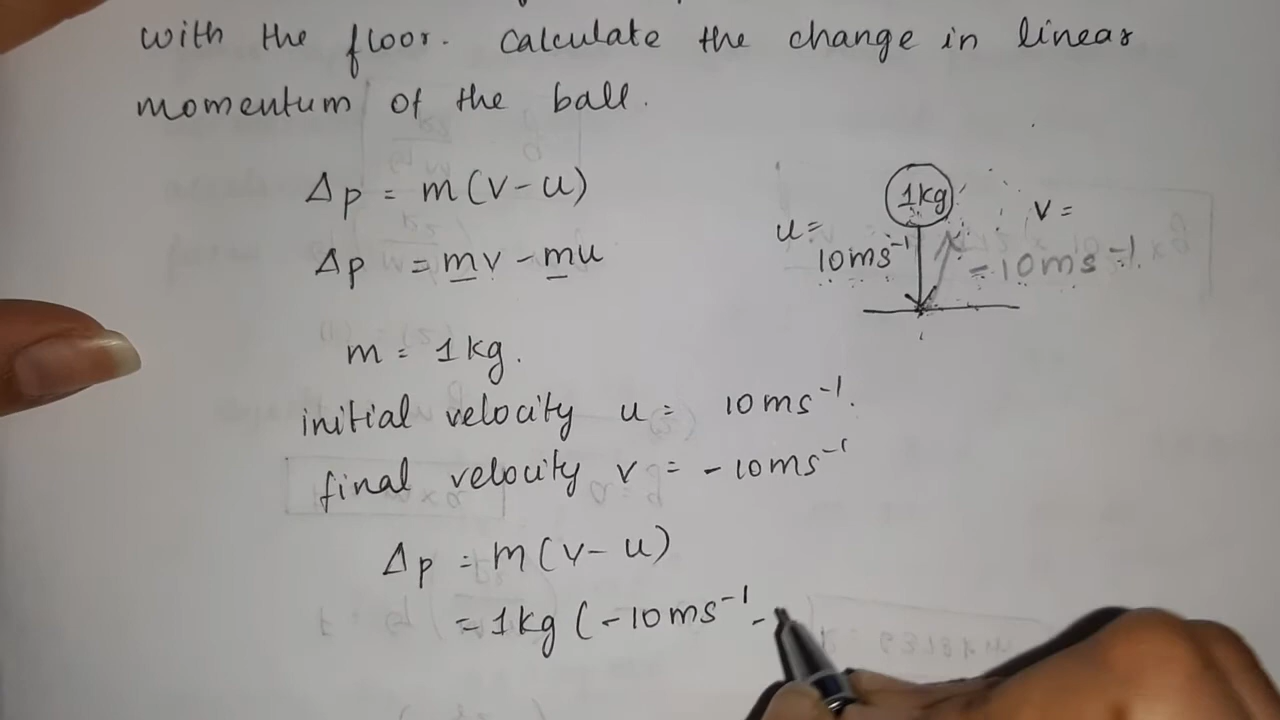 with the floor. Calculate the change in linear
momentum of the ball.
Δp = m(v-u)
Δp = mv - mu
1kg
u=
10ms⁻¹
v =
-10ms⁻¹.
m = 1kg.
initial velocity u = 10ms⁻¹.
final velocity v = -10ms⁻¹
Δp = m(v-u)
= 1kg (-10ms⁻¹ -